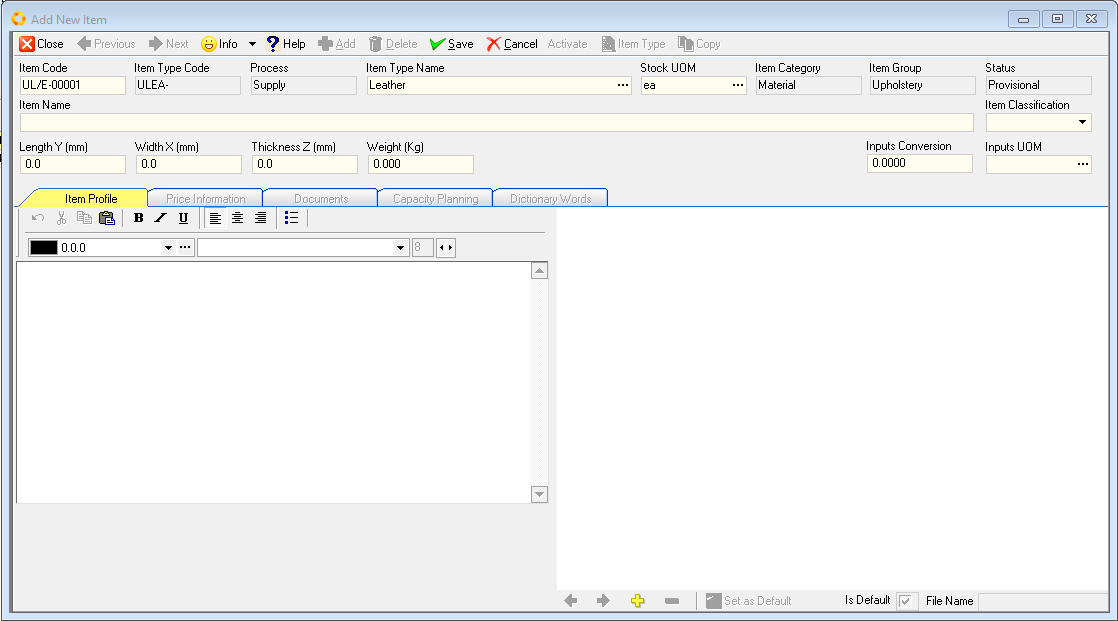 Add New Item
Close Previous Next Info Help Add Delete Save Cancel Activate Item Type Copy
Item Code Item Type Code Process Item Type Name Stock UOM Item Category Item Group Status
UL/E-00001 ULEA- Supply Leather ... ea ... Material Upholstery Provisional
Item Name Item Classification
Length Y (mm) Width X (mm) Thickness Z (mm) Weight (Kg) Inputs Conversion Inputs UOM
0.0 0.0 0.0 0.000 0.0000 ...
Item Profile Price Information Documents Capacity Planning Dictionary Words
B I U
0.0.0 ... 8
Set as Default Is Default File Name